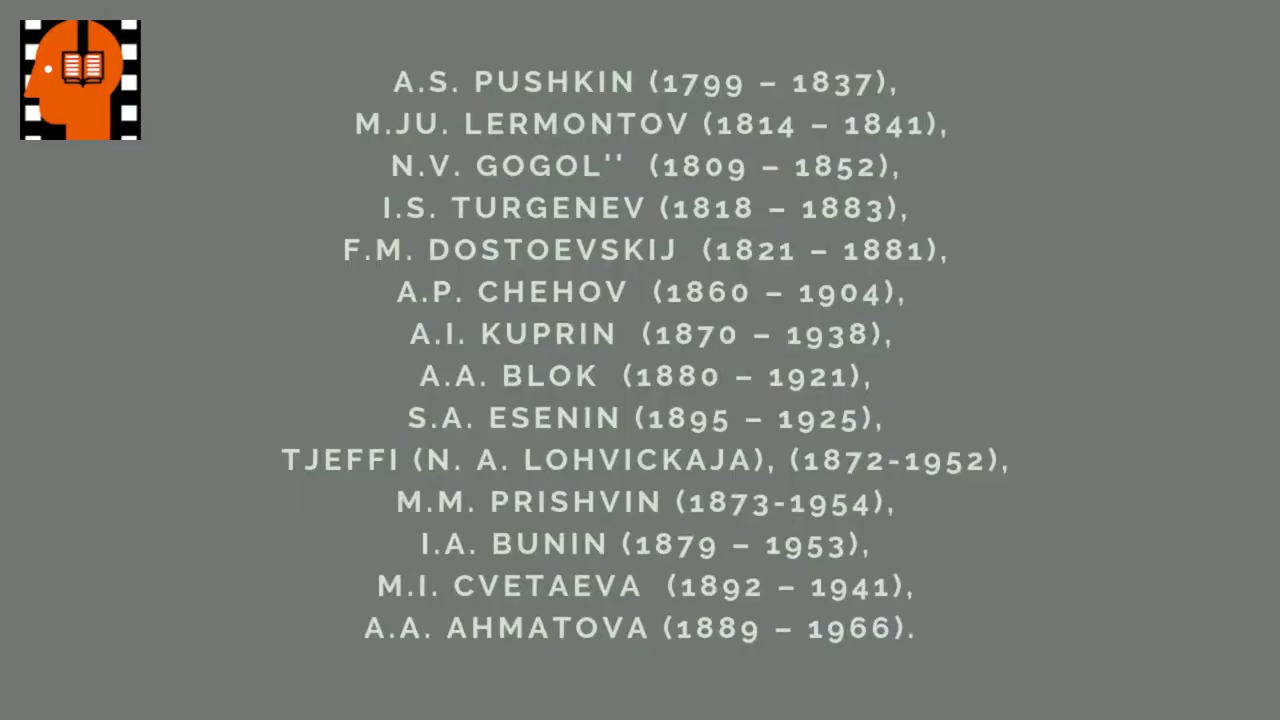 A.S. PUSHKIN (1799 – 1837),
M.JU. LERMONTOV (1814 – 1841),
N.V. GOGOL'' (1809 – 1852),
I.S. TURGENEV (1818 – 1883),
F.M. DOSTOEVSKIJ (1821 – 1881),
A.P. CHEHOV (1860 – 1904),
A.I. KUPRIN (1870 – 1938),
A.A. BLOK (1880 – 1921),
S.A. ESENIN (1895 – 1925),
TJEFFI (N. A. LOHVICKAJA), (1872-1952),
M.M. PRISHVIN (1873-1954),
I.A. BUNIN (1879 – 1953),
M.I. CVETAEVA (1892 – 1941),
A.A. AHMATOVA (1889 – 1966).